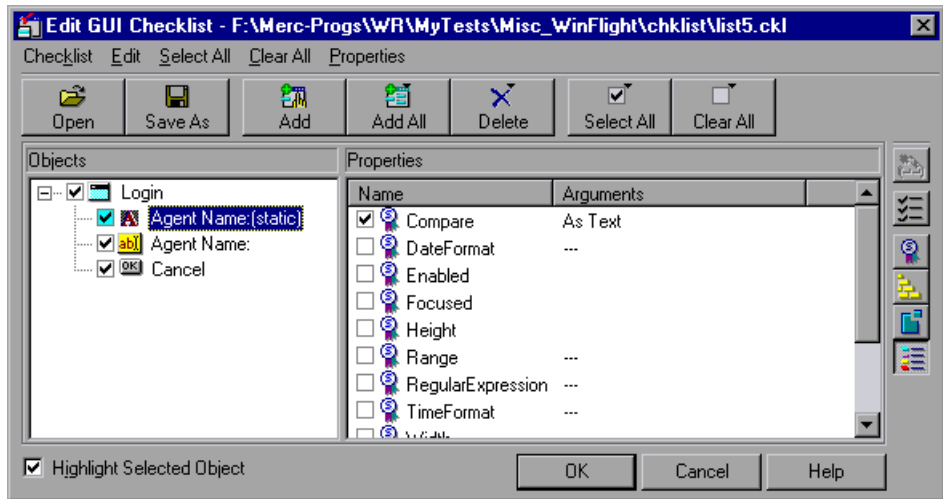 Edit GUI Checklist - F:\Merc-Progs\WR\MyTests\Misc_WinFlight\chklist\list5.ckl
Checklist Edit Select All Clear All Properties
Open Save As Add Add All Delete Select All Clear All
Objects
Login
Agent Name:(static)
Agent Name:
Cancel
Properties
Name Arguments
Compare As Text
DateFormat ---
Enabled
Focused
Height
Range ---
RegularExpression ---
TimeFormat ---
Highlight Selected Object
OK Cancel Help